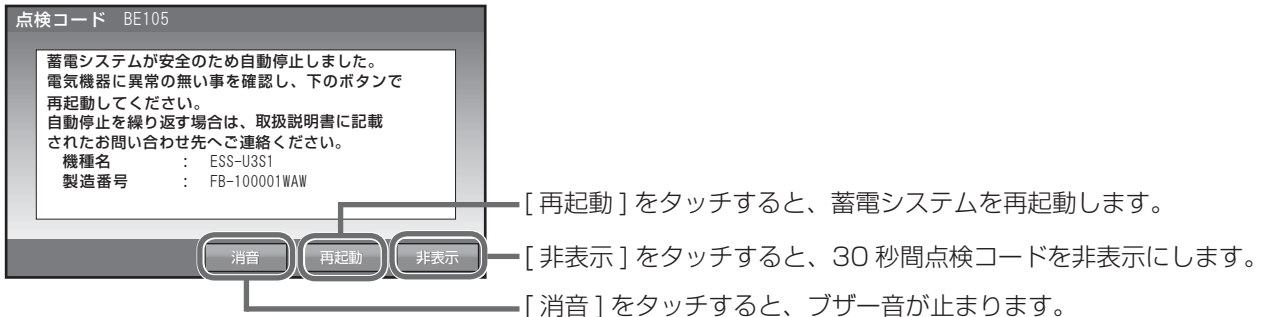 点検コード BE105
蓄電システムが安全のため自動停止しました。
電気機器に異常の無い事を確認し、下のボタンで
再起動してください。
自動停止を繰り返す場合は、取扱説明書に記載
されたお問い合わせ先へご連絡ください。
機種名 : ESS-U3S1
製造番号 : FB-100001WAW
消音 再起動 非表示
[ 再起動 ] をタッチすると、蓄電システムを再起動します。
[ 非表示 ] をタッチすると、30 秒間点検コードを非表示にします。
[ 消音 ] をタッチすると、ブザー音が止まります。